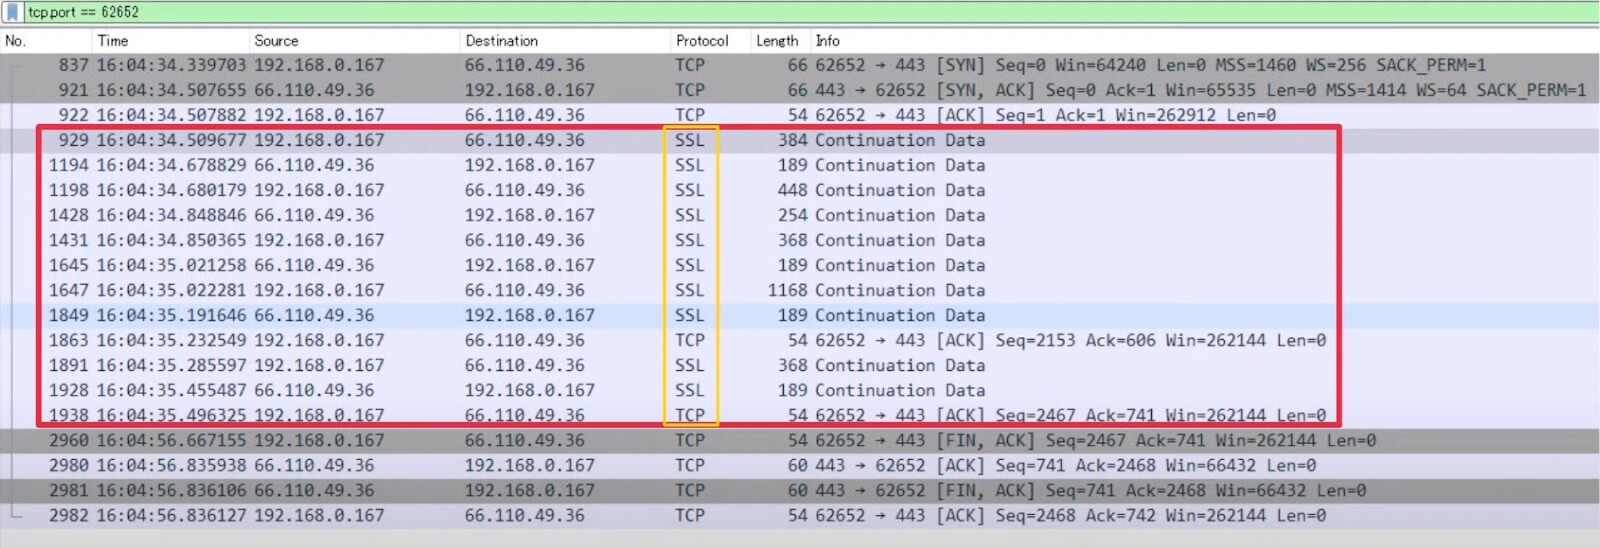 tcp.port == 62652
No. Time Source Destination Protocol Length Info
837 16:04:34.339703 192.168.0.167 66.110.49.36 TCP 66 62652 → 443 [SYN] Seq=0 Win=64240 Len=0 MSS=1460 WS=256 SACK_PERM=1
921 16:04:34.507655 66.110.49.36 192.168.0.167 TCP 66 443 → 62652 [SYN, ACK] Seq=0 Ack=1 Win=65535 Len=0 MSS=1414 WS=64 SACK_PERM=1
922 16:04:34.507882 192.168.0.167 66.110.49.36 TCP 54 62652 → 443 [ACK] Seq=1 Ack=1 Win=262912 Len=0
929 16:04:34.509677 192.168.0.167 66.110.49.36 SSL 384 Continuation Data
1194 16:04:34.678829 66.110.49.36 192.168.0.167 SSL 189 Continuation Data
1198 16:04:34.680179 192.168.0.167 66.110.49.36 SSL 448 Continuation Data
1428 16:04:34.848846 66.110.49.36 192.168.0.167 SSL 254 Continuation Data
1431 16:04:34.850365 192.168.0.167 66.110.49.36 SSL 368 Continuation Data
1645 16:04:35.021258 66.110.49.36 192.168.0.167 SSL 189 Continuation Data
1647 16:04:35.022281 192.168.0.167 66.110.49.36 SSL 1168 Continuation Data
1849 16:04:35.191646 66.110.49.36 192.168.0.167 SSL 189 Continuation Data
1863 16:04:35.232549 192.168.0.167 66.110.49.36 TCP 54 62652 → 443 [ACK] Seq=2153 Ack=606 Win=262144 Len=0
1891 16:04:35.285597 192.168.0.167 66.110.49.36 SSL 368 Continuation Data
1928 16:04:35.455487 66.110.49.36 192.168.0.167 SSL 189 Continuation Data
1938 16:04:35.496325 192.168.0.167 66.110.49.36 TCP 54 62652 → 443 [ACK] Seq=2467 Ack=741 Win=262144 Len=0
2960 16:04:56.667155 192.168.0.167 66.110.49.36 TCP 54 62652 → 443 [FIN, ACK] Seq=2467 Ack=741 Win=262144 Len=0
2980 16:04:56.835938 66.110.49.36 192.168.0.167 TCP 60 443 → 62652 [ACK] Seq=741 Ack=2468 Win=66432 Len=0
2981 16:04:56.836106 66.110.49.36 192.168.0.167 TCP 60 443 → 62652 [FIN, ACK] Seq=741 Ack=2468 Win=66432 Len=0
2982 16:04:56.836127 192.168.0.167 66.110.49.36 TCP 54 62652 → 443 [ACK] Seq=2468 Ack=742 Win=262144 Len=0